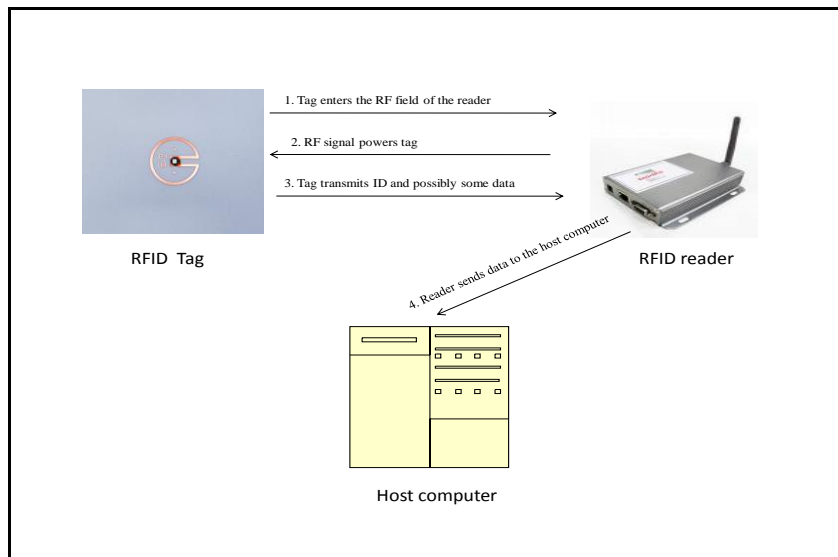 1. Tag enters the RF field of the reader
2. RF signal powers tag
3. Tag transmits ID and possibly some data
RFID Tag
RFID reader
4. Reader sends data to the host computer
Host computer